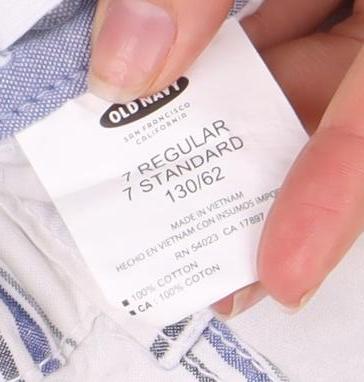 OLD NAVY
SAN FRANCISCO
CALIFORNIA
7 REGULAR
7 STANDARD
130/62
MADE IN VIETNAM
HECHO EN VIETNAM CON INSUMOS
RN 54023 CA 17897
100% COTTON
CA : 100% COTON